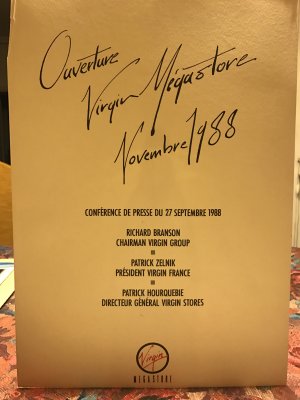 Ouverture
Virgin Mégastore
Novembre 1988
CONFÉRENCE DE PRESSE DU 27 SEPTEMBRE 1988
RICHARD BRANSON
CHAIRMAN VIRGIN GROUP
PATRICK ZELNIK
PRÉSIDENT VIRGIN FRANCE
PATRICK HOURQUEBIE
DIRECTEUR GÉNÉRAL VIRGIN STORES
Virgin
MEGASTORE